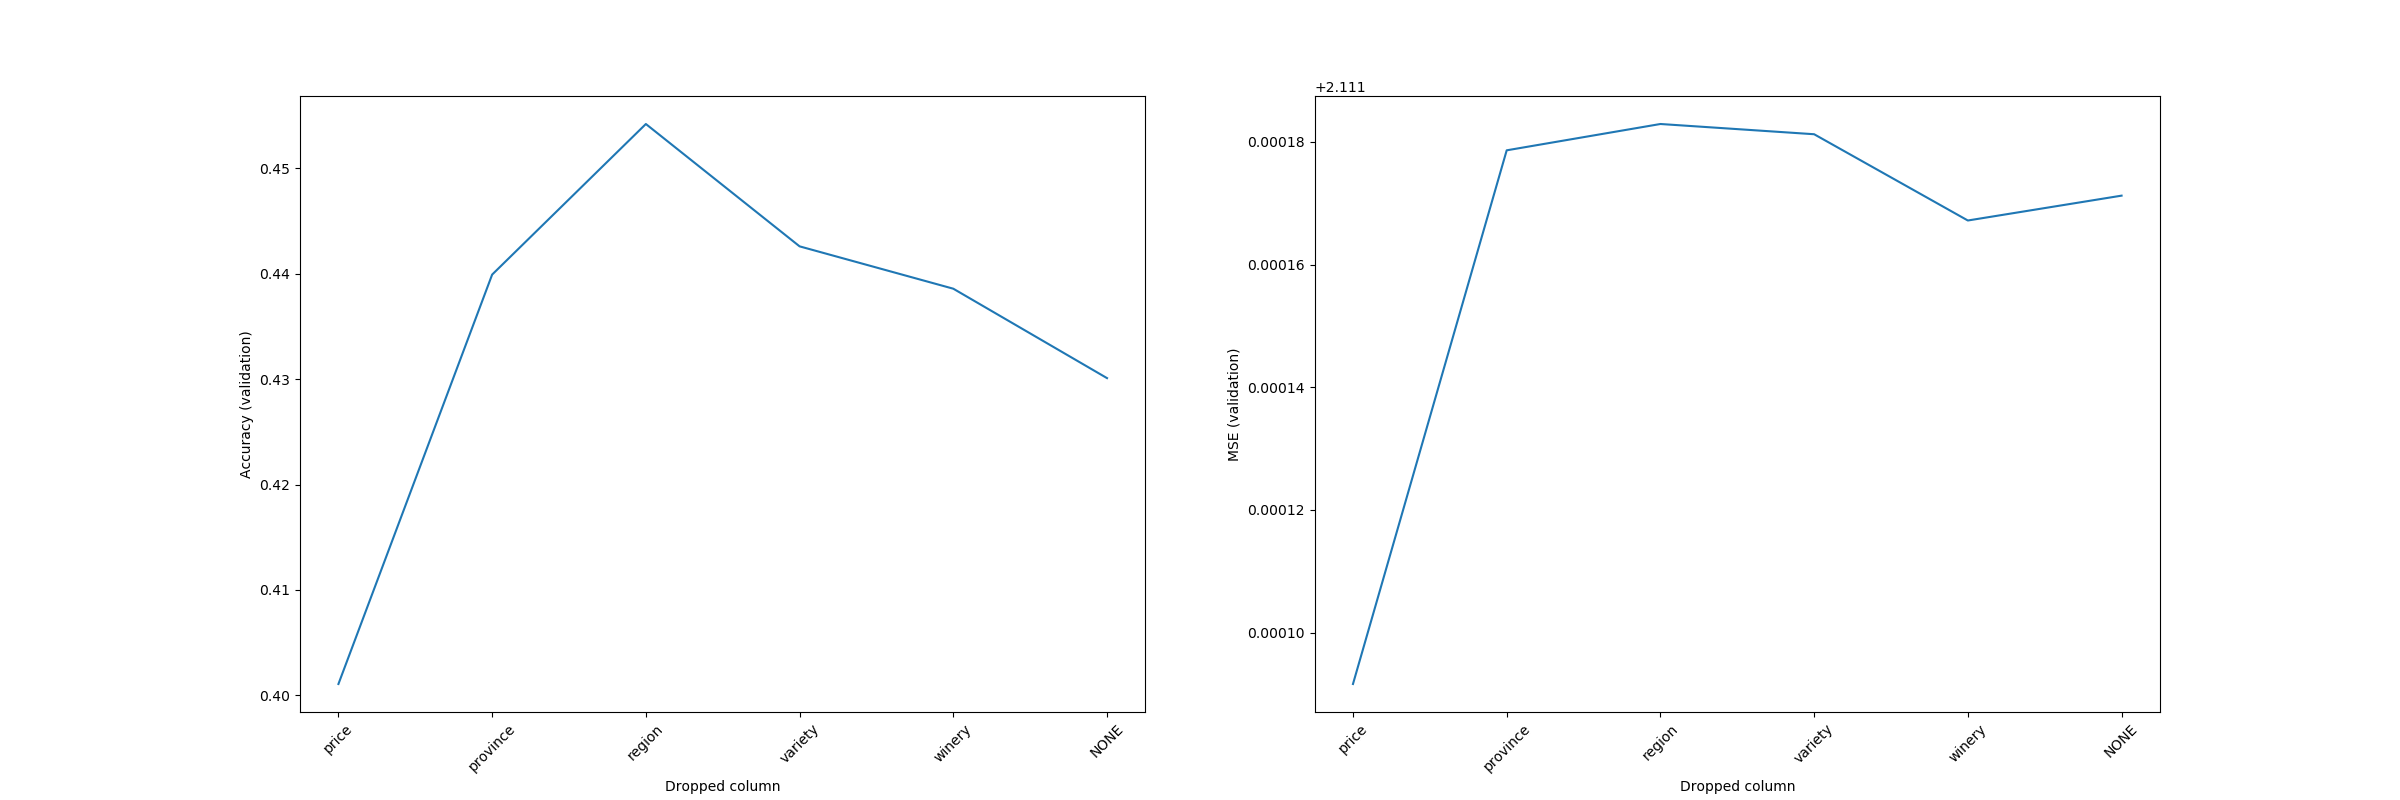 0.45
0.44
0.43
0.42
0.41
0.40
Accuracy (validation)
price
province
region
variety
winery
NONE
Dropped column
+2.111
0.00018
0.00016
0.00014
0.00012
0.00010
MSE (validation)
price
province
region
variety
winery
NONE
Dropped column